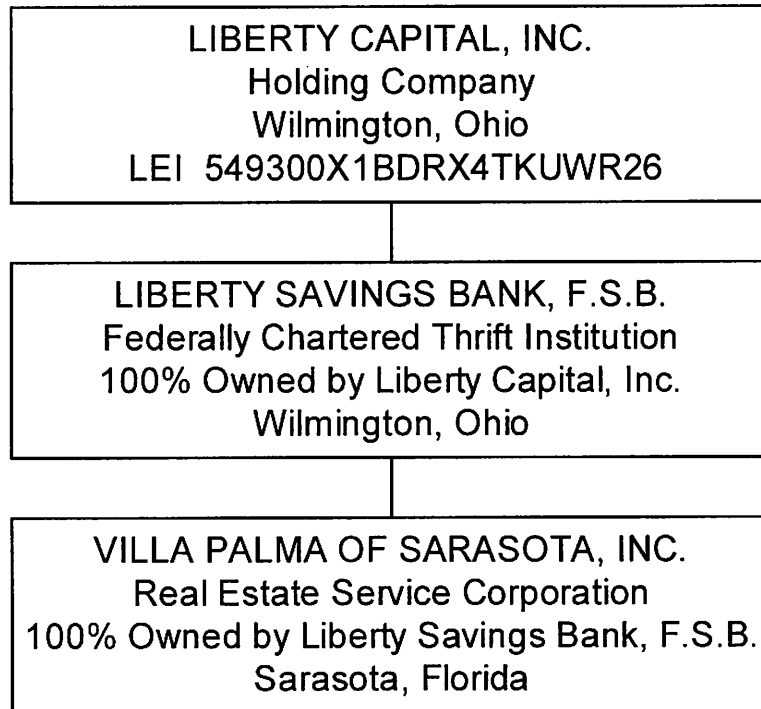 LIBERTY CAPITAL, INC.
Holding Company
Wilmington, Ohio
LEI 549300X1BDRX4TKUWR26
LIBERTY SAVINGS BANK, F.S.B.
Federally Chartered Thrift Institution
100% Owned by Liberty Capital, Inc.
Wilmington, Ohio
VILLA PALMA OF SARASOTA, INC.
Real Estate Service Corporation
100% Owned by Liberty Savings Bank, F.S.B.
Sarasota, Florida